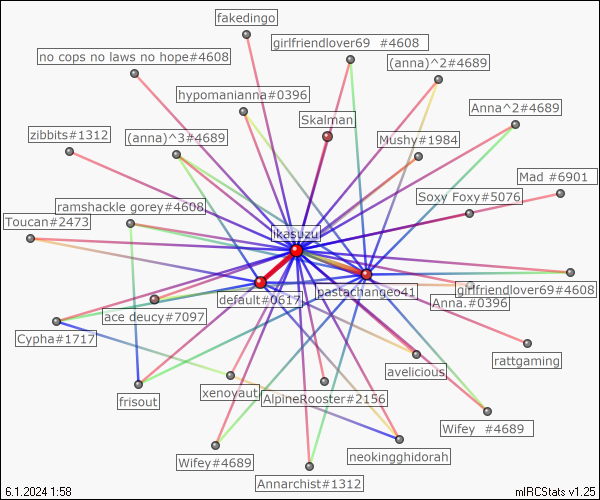 fakedingo
girlfriendlover69 #4608
no cops no laws no hope#4608
(anna)^2#4689
hypomanianna#0396
Anna^2#4689
Skalman
zibbits#1312
(anna)^3#4689
Mushy#1984
Mad #6901
Soxy Foxy#5076
ramshackle gorey#4608
Toucan#2473
ikasuzu
pastachangeo41
girlfriendlover69#4608
default#0617
Anna.#0396
ace deucy#7097
Cypha#1717
rattgaming
avelicious
xenoyaut
AlpineRooster#2156
frisout
Wifey #4689
neokingghidorah
Wifey#4689
Annarchist#1312
6.1.2024 1:58
mIRCStats v1.25